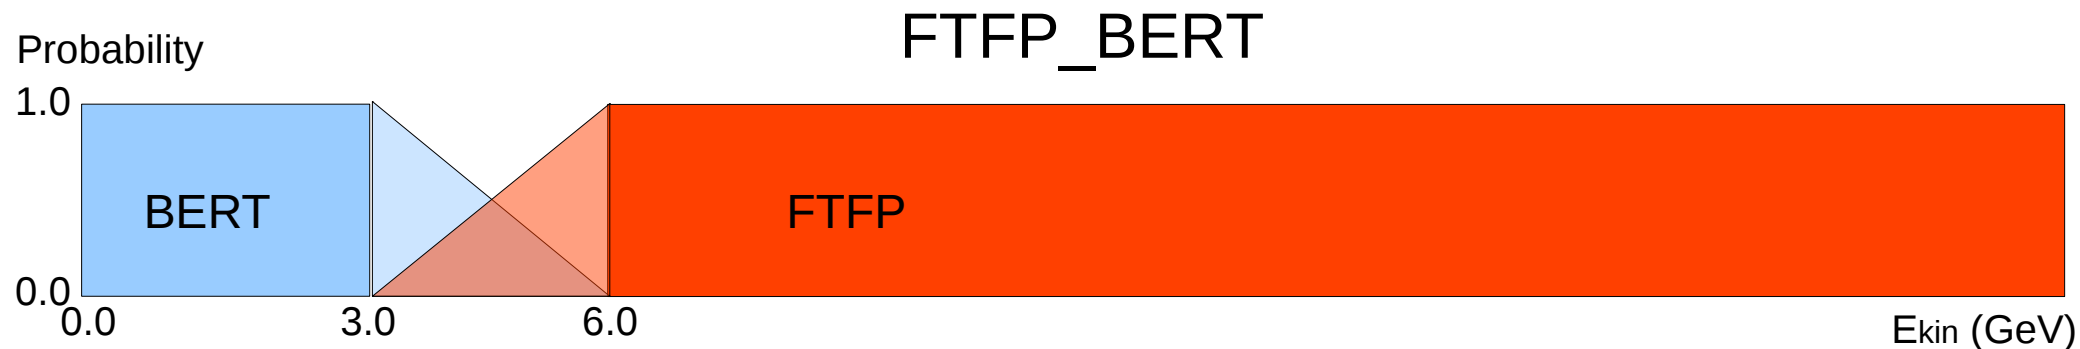 FTFP_BERT
Probability
1.0
BERT
FTFP
0.0
0.0 3.0 6.0
Ekin (GeV)